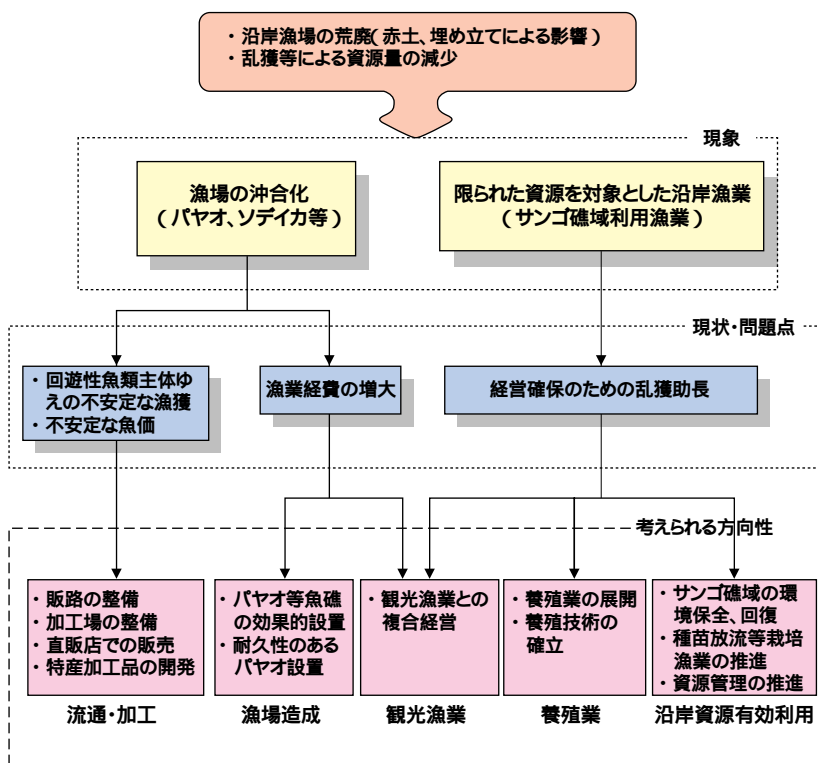 ・沿岸漁場の荒廃(赤土、埋め立てによる影響)
・乱獲等による資源量の減少
現象
漁場の沖合化
(パヤオ、ソデイカ等)
限られた資源を対象とした沿岸漁業
(サンゴ礁域利用漁業)
現状・問題点
・回遊性魚類主体ゆ
えの不安定な漁獲
・不安定な魚価
漁業経費の増大
経営確保のための乱獲助長
考えられる方向性
・販路の整備
・加工場の整備
・直販店での販売
・特産加工品の開発
・パヤオ等魚礁
の効果的設置
・耐久性のある
パヤオ設置
・観光漁業との
複合経営
・養殖業の展開
・養殖技術の
確立
・サンゴ礁域の環
境保全、回復
・種苗放流等栽培
漁業の推進
・資源管理の推進
流通・加工
漁場造成
観光漁業
養殖業
沿岸資源有効利用